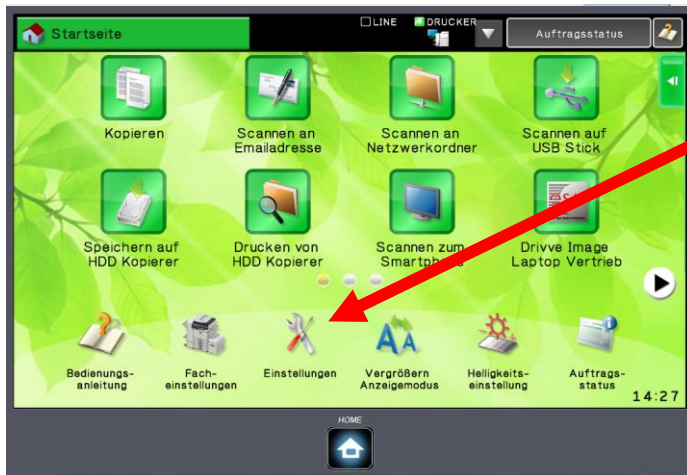 Startseite
LINE
DRUCKER
Auftragsstatus
Kopieren
Scannen an
Emailadresse
Scannen an
Netzwerkordner
Scannen auf
USB Stick
Speichern auf
HDD Kopierer
Drucken von
HDD Kopierer
Scannen zum
Drivve Image
Laptop Vertrieb
Bedienungs-
anleitung
Fach-
einstellungen
Einstellungen
Vergrößern
Anzeigemodus
Helligkeits-
einstellung
Auftrags-
status
14:27
HOME